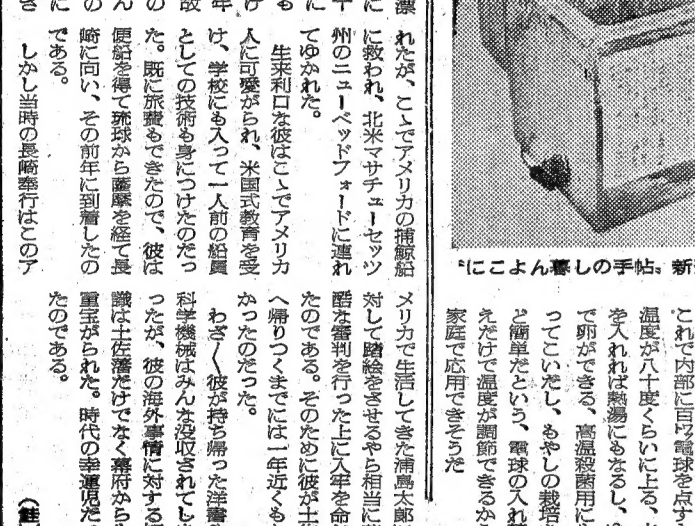 “にこよん暮しの手帖” 新
これで内部に百ワ電球を点す
温度が八十度くらいに上る、
を入れれば熱湯にもなるし、
で卵ができる、高温殺菌用に
ってこいだし、もやしの栽培
ど簡単だという、電球の入れ
えだけで温度が調節できるか
家庭で応用できそうだ
漂
に
十
に
も
け
年
故
の
ん
の
に
き
れたが、こゝでアメリカの捕鯨船
に救われ、北米マサチューセッツ
州のニューベッドフォードに連れ
てゆかれた。
生来利口な彼はこゝでアメリカ
人に可愛がられ、米国式教育を受
け、学校にも入って一人前の船員
としての技術も身につけたのだっ
た。既に旅費もできたので、彼は
便船を得て琉球から薩摩を経て長
崎に向い、その前年に到着したの
である。
しかし当時の長崎奉行はこのア
メリカで生活してきた浦島太郎
対して踏絵をさせるやら相当に
酷な審判を行った上に入牢を命
たのである。そのために彼が土
へ帰りつくまでには一年近くも
かったのだった。
わざ〱彼が持ち帰った洋書
科学機械はみんな没収されてし
ったが、彼の海外事情に対する
識は土佐藩だけでなく幕府から
重宝がられた。時代の幸運児だ
たのである。